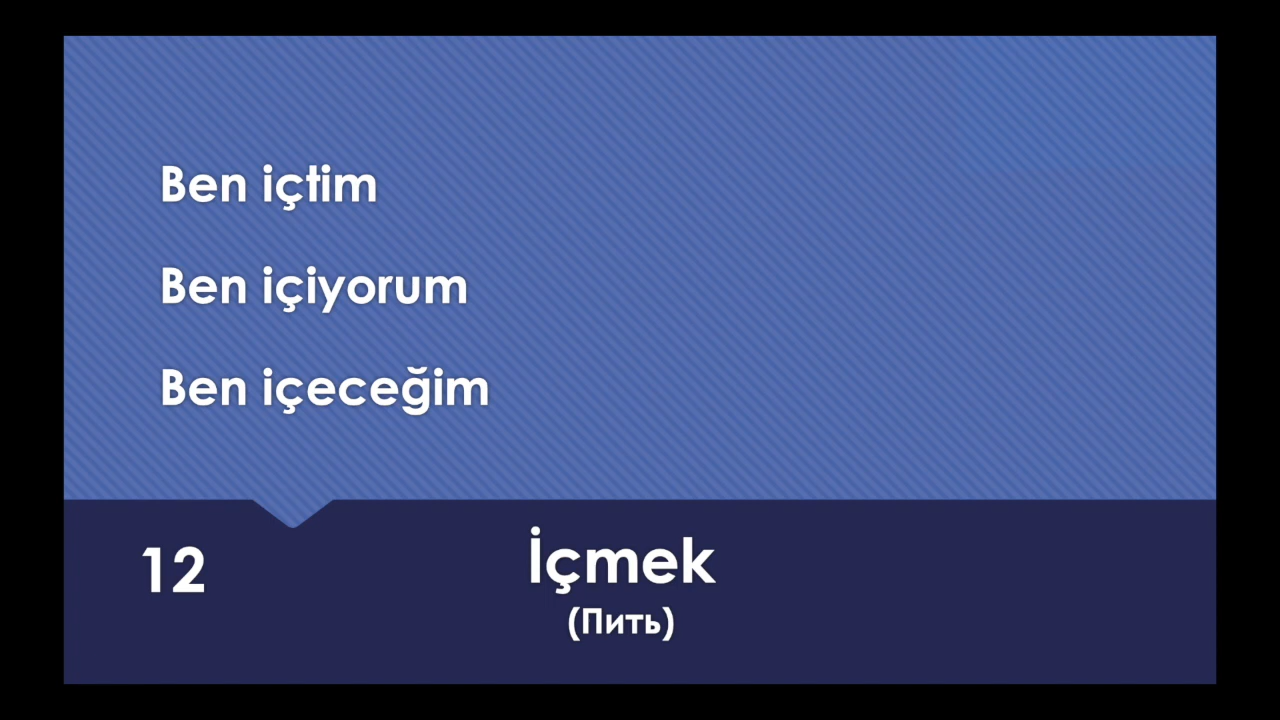 Ben içtim
Ben içiyorum
Ben içeceğim
12
İçmek
(Пить)